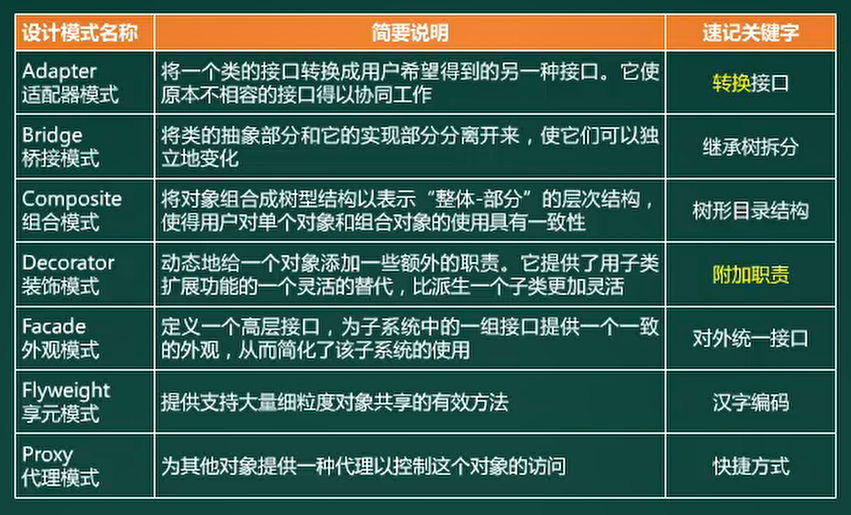 设计模式名称 简要说明 速记关键字
Adapter
适配器模式
将一个类的接口转换成用户希望得到的另一种接口。它使
原本不相容的接口得以协同工作
转换接口
Bridge
桥接模式
将类的抽象部分和它的实现部分分离开来，使它们可以独
立地变化
继承树拆分
Composite
组合模式
将对象组合成树型结构以表示“整体-部分”的层次结构，
使得用户对单个对象和组合对象的使用具有一致性
树形目录结构
Decorator
装饰模式
动态地给一个对象添加一些额外的职责。它提供了用子类
扩展功能的一个灵活的替代，比派生一个子类更加灵活
附加职责
Facade
外观模式
定义一个高层接口，为子系统中的一组接口提供一个一致
的外观，从而简化了该子系统的使用
对外统一接口
Flyweight
享元模式
提供支持大量细粒度对象共享的有效方法
汉字编码
Proxy
代理模式
为其他对象提供一种代理以控制这个对象的访问
快捷方式